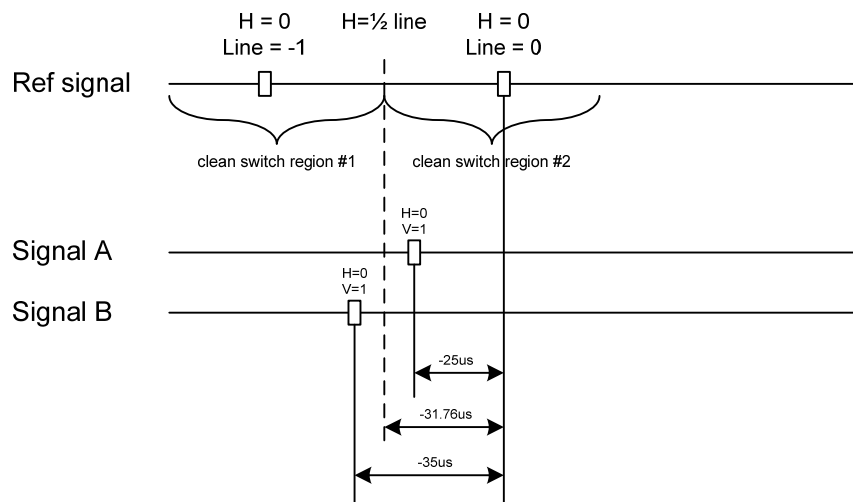 H = 0
Line = -1
H=½ line
H = 0
Line = 0
Ref signal
clean switch region #1
clean switch region #2
H=0
V=1
Signal A
H=0
V=1
Signal B
-25us
-31.76us
-35us